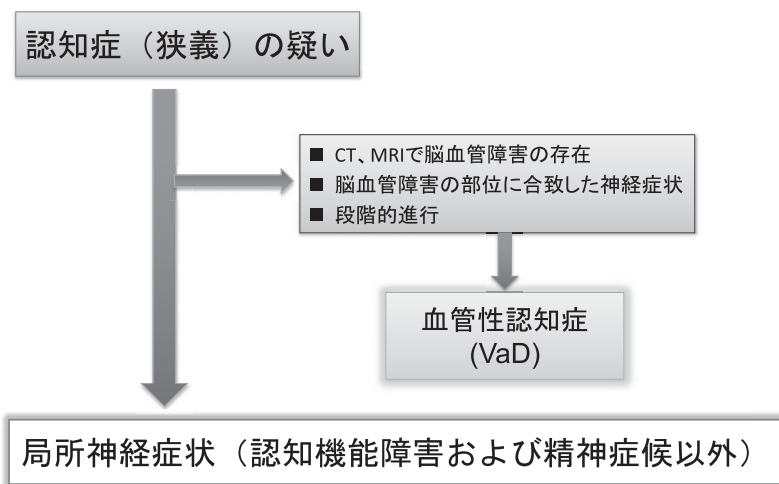 認知症（狭義）の疑い
■ CT、MRIで脳血管障害の存在
■ 脳血管障害の部位に合致した神経症状
■ 段階的進行
血管性認知症
(VaD)
局所神経症状（認知機能障害および精神症候以外）